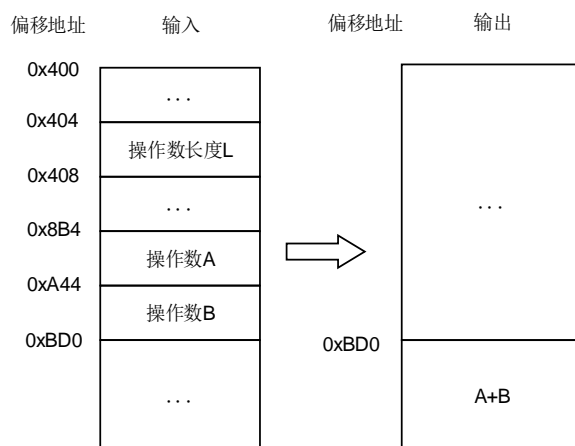 偏移地址
输入
偏移地址
输出
0x400
...
0x404
操作数长度L
0x408
...
0x8B4
操作数A
0xA44
操作数B
0xBD0
...
...
0xBD0
A+B